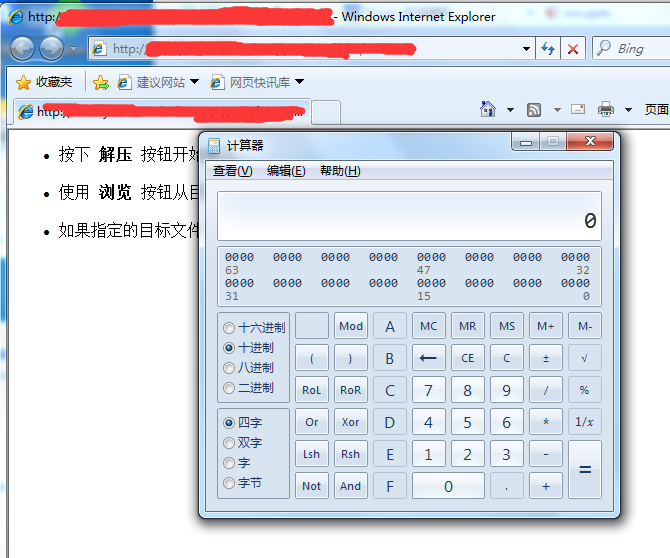 http:/ - Windows Internet Explorer
http:/
Bing
收藏夹
建议网站
网页快讯库
http:/ ...
页面
按下 解压 按钮开始
使用 浏览 按钮从目
如果指定的目标文件
计算器
查看(V) 编辑(E) 帮助(H)
0
0000 0000 0000 0000 0000 0000 0000 0000
63 47 32
0000 0000 0000 0000 0000 0000 0000 0000
31 15 0
十六进制 Mod A MC MR MS M+ M-
十进制 ( ) B ← CE C ± √
八进制 RoL RoR C 7 8 9 / %
二进制
四字 Or Xor D 4 5 6 * 1/x
双字
字 Lsh Rsh E 1 2 3 - =
字节 Not And F 0 . +